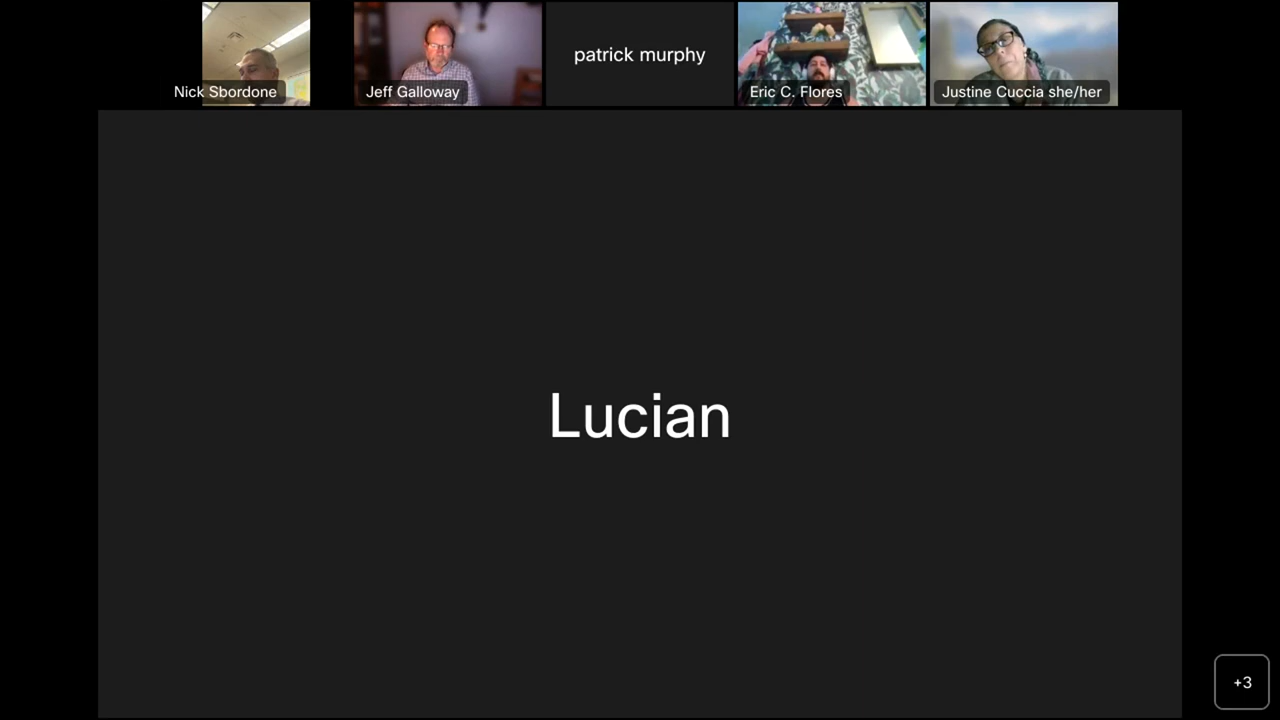 Nick Sbordone
Jeff Galloway
patrick murphy
Eric C. Flores
Justine Cuccia she/her
Lucian
+3